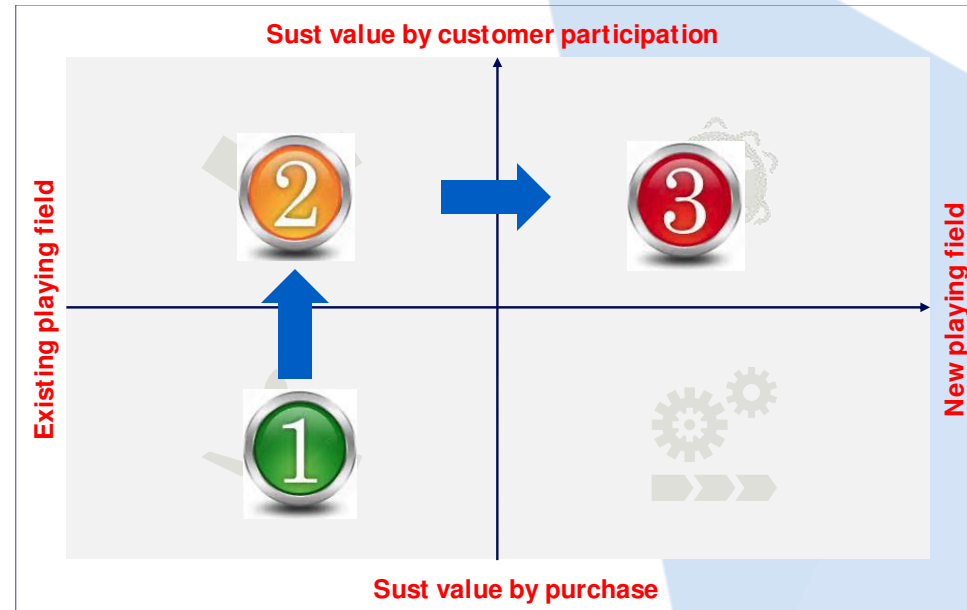 Sust value by customer participation
2
3
Existing playing field
New playing field
1
Sust value by purchase